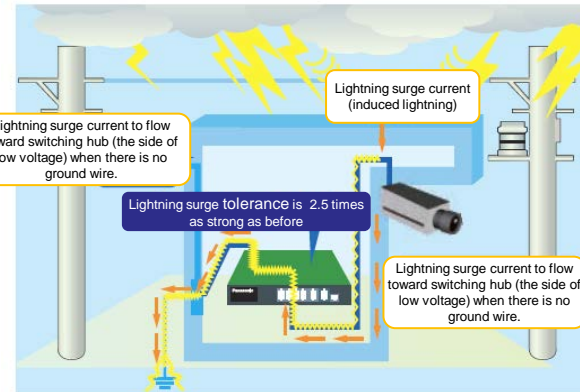 Lightning surge current
(induced lightning)
ightning surge current to flow
ward switching hub (the side of
ow voltage) when there is no
ground wire.
Lightning surge tolerance is 2.5 times
as strong as before
Panasonic
Lightning surge current to flow
toward switching hub (the side of
low voltage) when there is no
ground wire.